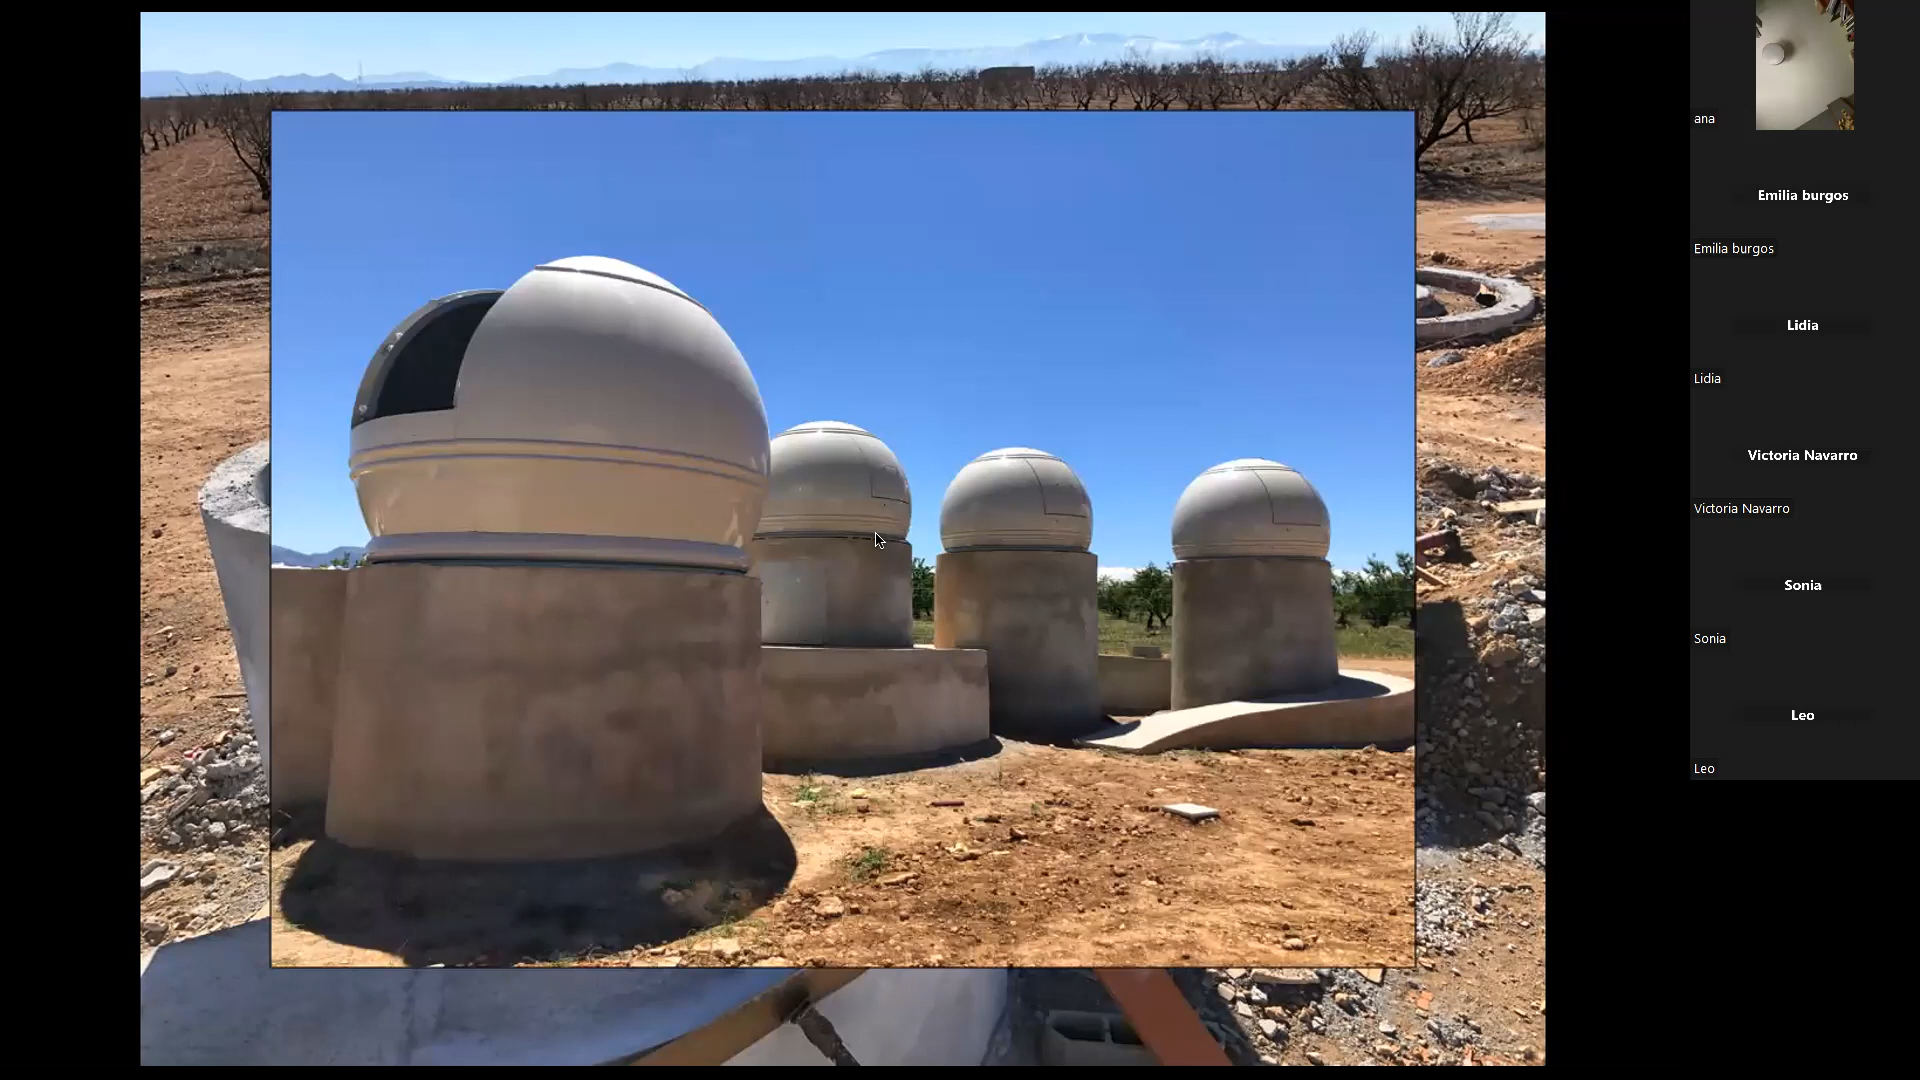 ana
Emilia burgos
Emilia burgos
Lidia
Lidia
Victoria Navarro
Victoria Navarro
Sonia
Sonia
Leo
Leo